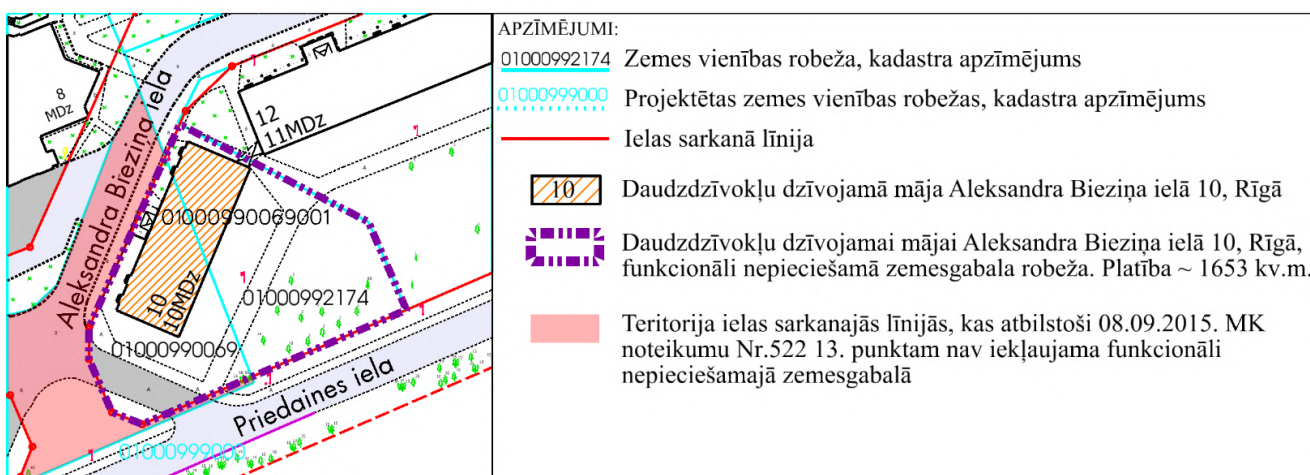 8
MDz
Aleksandra Bieziņa iela
12
11MDz
01000990069001
10
10MDz
01000992174
01000990069
Priedaines iela
01000999000
APZĪMĒJUMI:
01000992174 Zemes vienības robeža, kadastra apzīmējums
01000999000 Projektētas zemes vienības robežas, kadastra apzīmējums
Ielas sarkanā līnija
10 Daudzdzīvokļu dzīvojamā māja Aleksandra Bieziņa ielā 10, Rīgā
Daudzdzīvokļu dzīvojamai mājai Aleksandra Bieziņa ielā 10, Rīgā,
funkcionāli nepieciešamā zemesgabala robeža. Platība ~ 1653 kv.m.
Teritorija ielas sarkanajās līnijās, kas atbilstoši 08.09.2015. MK
noteikumu Nr.522 13. punktam nav iekļaujama funkcionāli
nepieciešamajā zemesgabalā